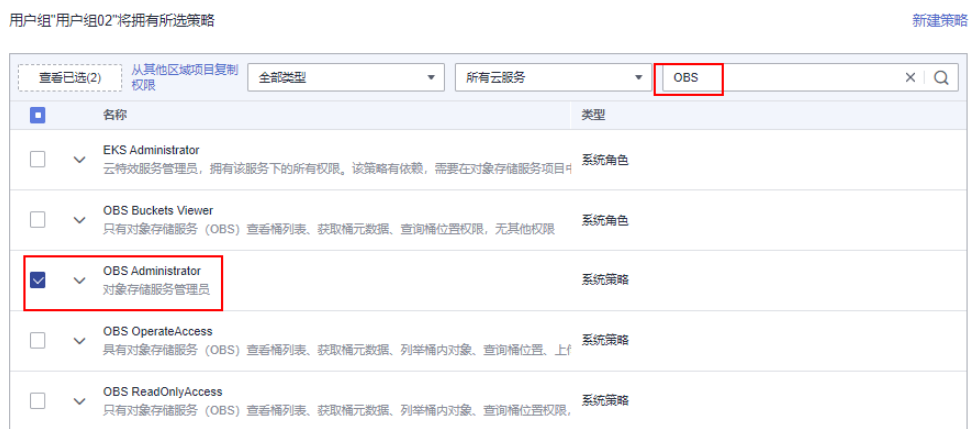 用户组"用户组02"将拥有所选策略
新建策略
查看已选(2)
从其他区域项目复制
权限
全部类型
所有云服务
OBS
名称
类型
EKS Administrator
云特效服务管理员，拥有该服务下的所有权限。该策略有依赖，需要在对象存储服务项目中
系统角色
OBS Buckets Viewer
只有对象存储服务（OBS）查看桶列表、获取桶元数据、查询桶位置权限，无其他权限
系统角色
OBS Administrator
对象存储服务管理员
系统策略
OBS OperateAccess
具有对象存储服务（OBS）查看桶列表、获取桶元数据、列举桶内对象、查询桶位置、上
系统策略
OBS ReadOnlyAccess
只有对象存储服务（OBS）查看桶列表、获取桶元数据、列举桶内对象、查询桶位置权限，
系统策略